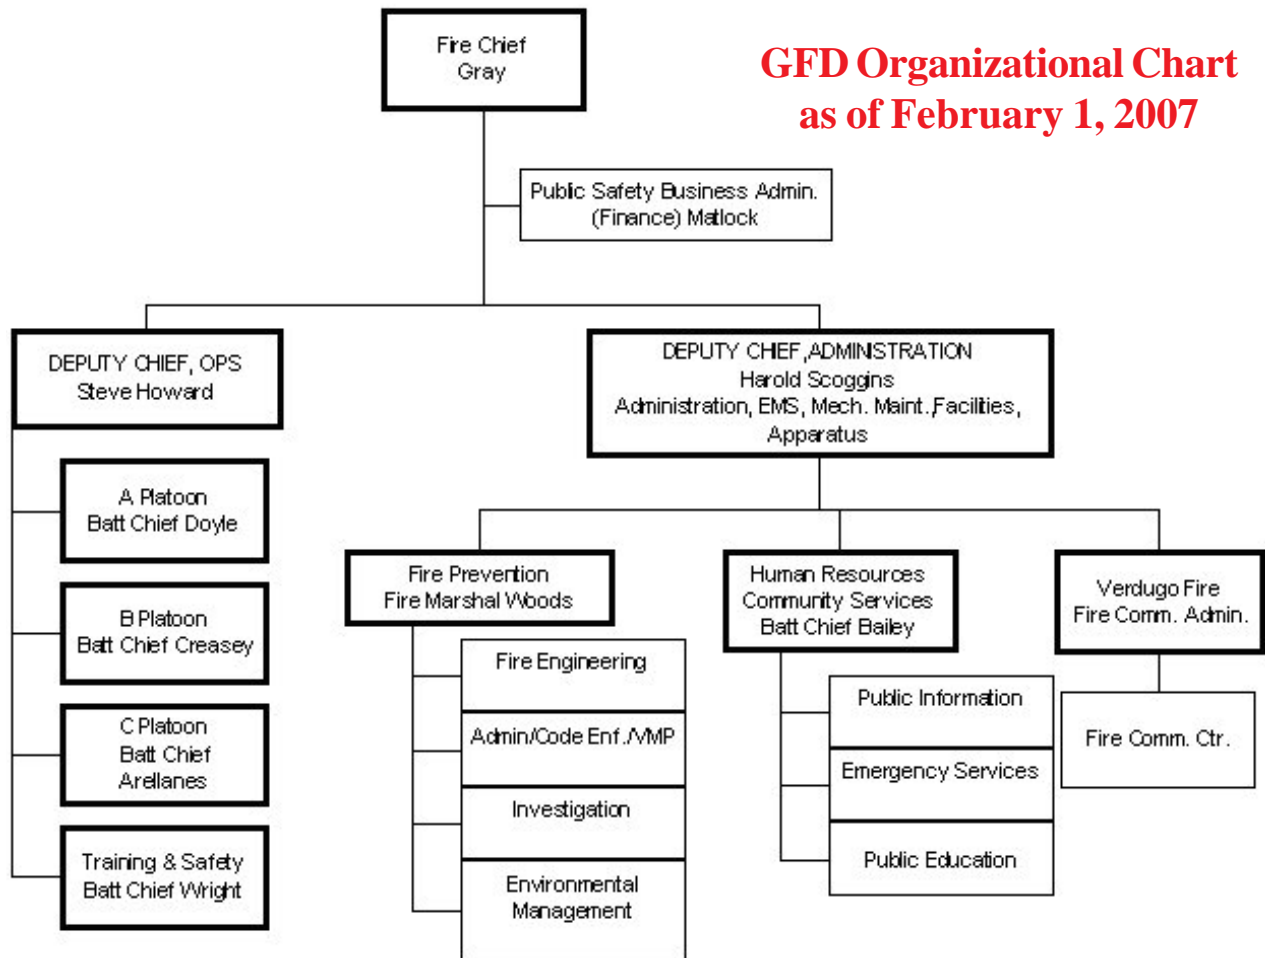 Fire Chief
Gray
GFD Organizational Chart
as of February 1, 2007
Public Safety Business Admin.
(Finance) Matlock
DEPUTY CHIEF, OPS
Steve Howard
DEPUTY CHIEF,ADMINISTRATION
Harold Scoggins
Administration, EMS, Mech. Maint.,Facilities,
Apparatus
A Platoon
Batt Chief Doyle
B Platoon
Batt Chief Creasey
C Platoon
Batt Chief
Arellanes
Training & Safety
Batt Chief Wright
Fire Prevention
Fire Marshal Woods
Fire Engineering
Admin/Code Enf./VMP
Investigation
Environmental
Management
Human Resources
Community Services
Batt Chief Bailey
Public Information
Emergency Services
Public Education
Verdugo Fire
Fire Comm. Admin.
Fire Comm. Ctr.